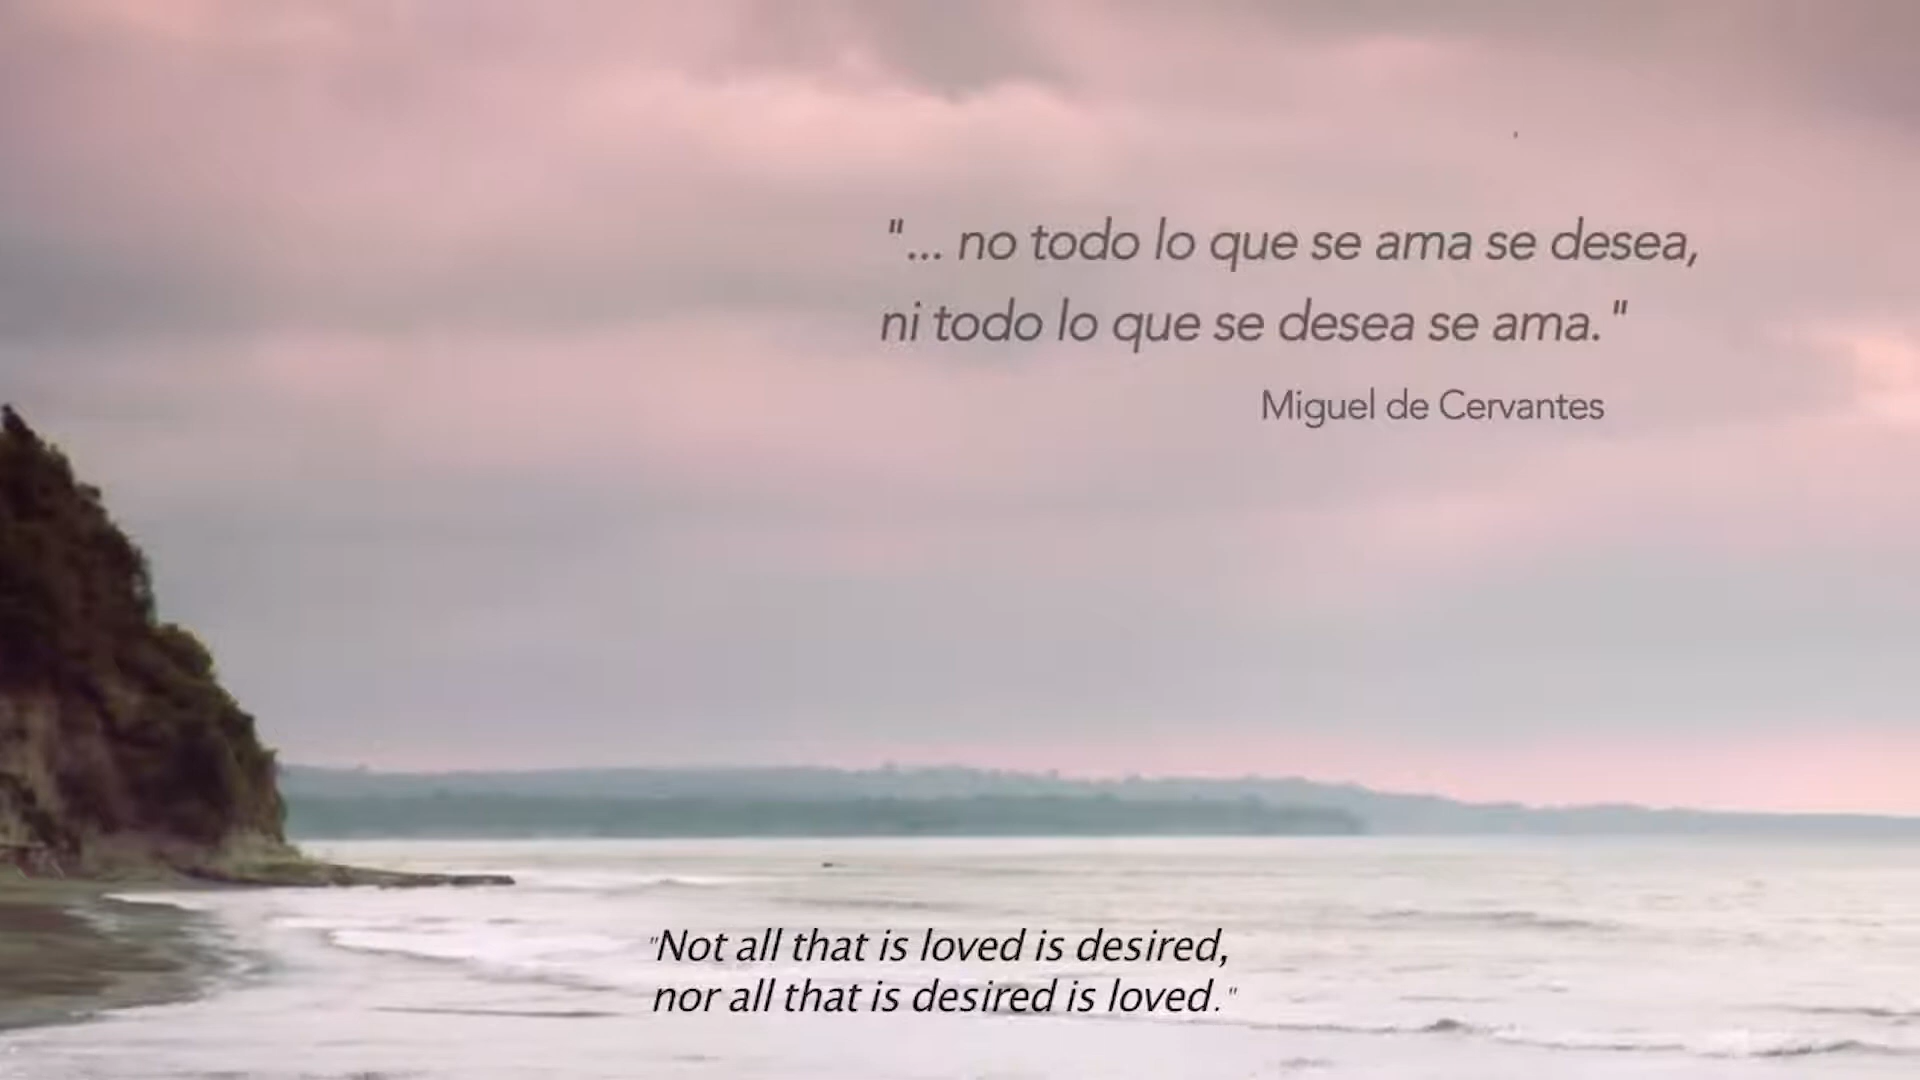 "... no todo lo que se ama se desea,
ni todo lo que se desea se ama."
Miguel de Cervantes
"Not all that is loved is desired,
nor all that is desired is loved."